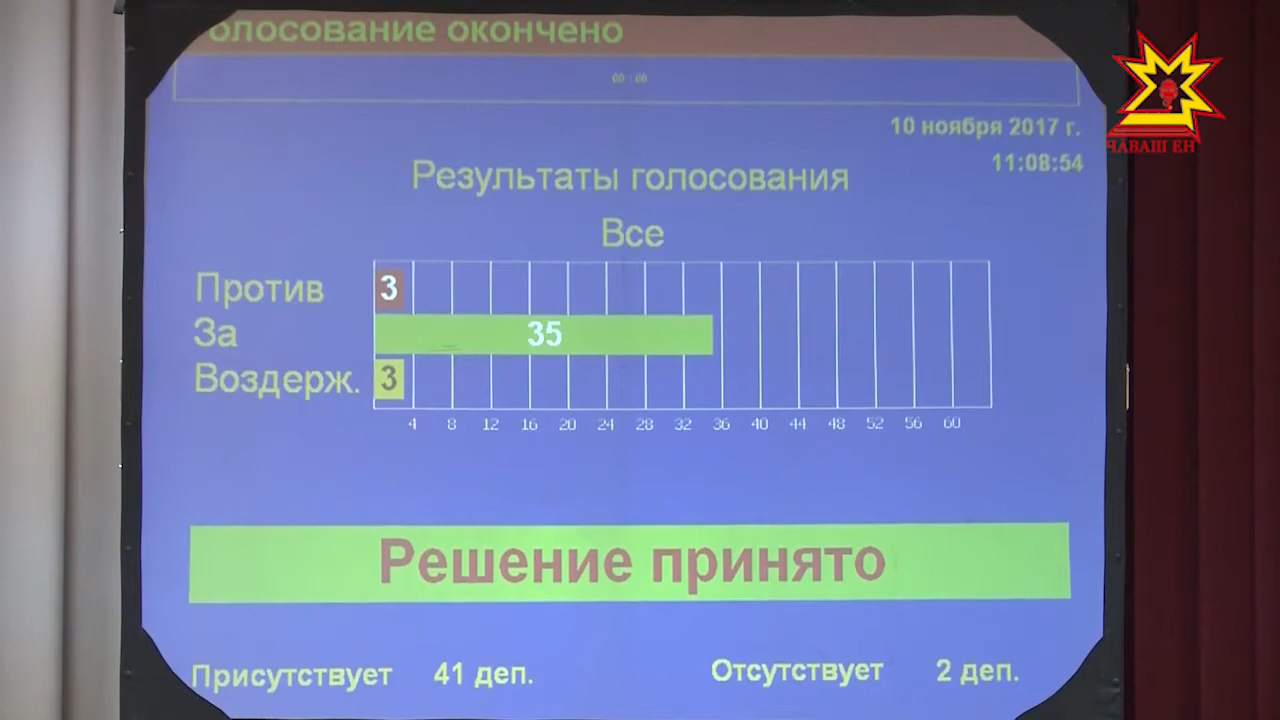 олосование окончено
00 : 00
10 ноября 2017 г.
ЧӐВАШ ЕН
11:08:54
Результаты голосования
Все
Против 3
За 35
Воздерж. 3
4 8 12 16 20 24 28 32 36 40 44 48 52 56 60
Решение принято
Присутствует 41 деп. Отсутствует 2 деп.